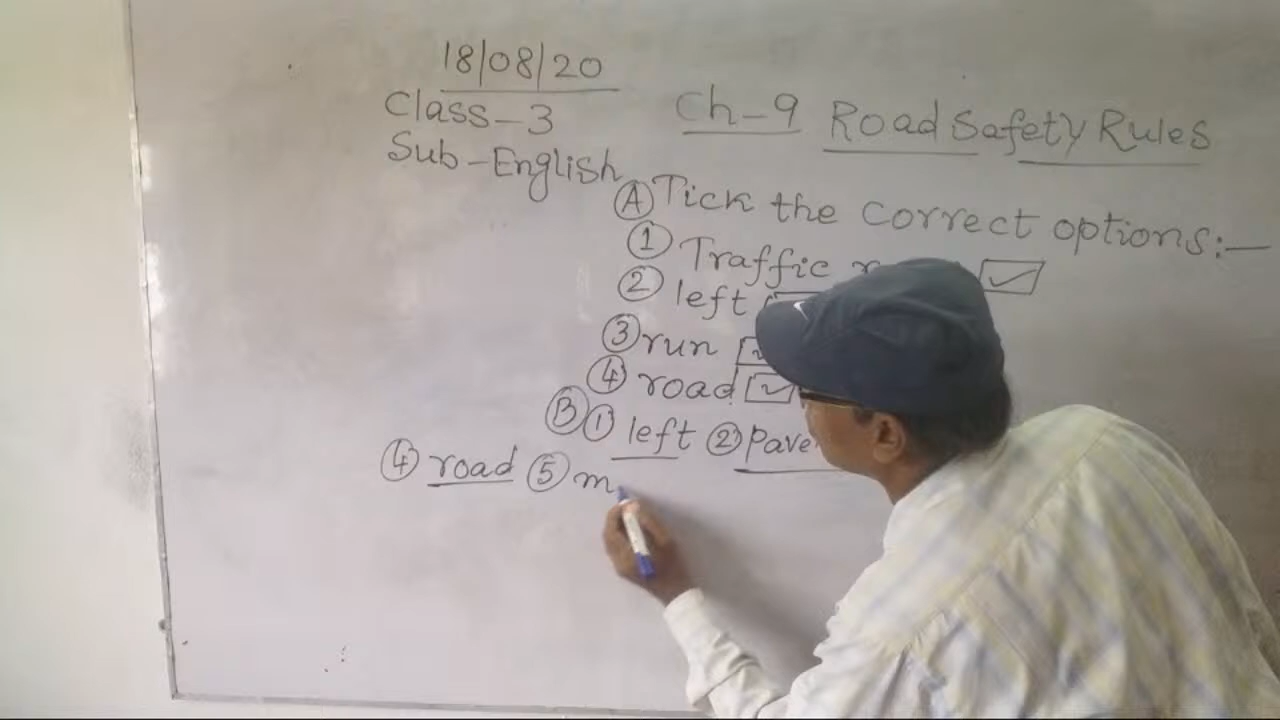 18/08/20
Class-3
Sub-English
Ch-9 Road Safety Rules
Ⓐ Tick the correct options:-
① Traffic
② left
③ run
④ road
Ⓑ ① left ②
④ road ⑤ m